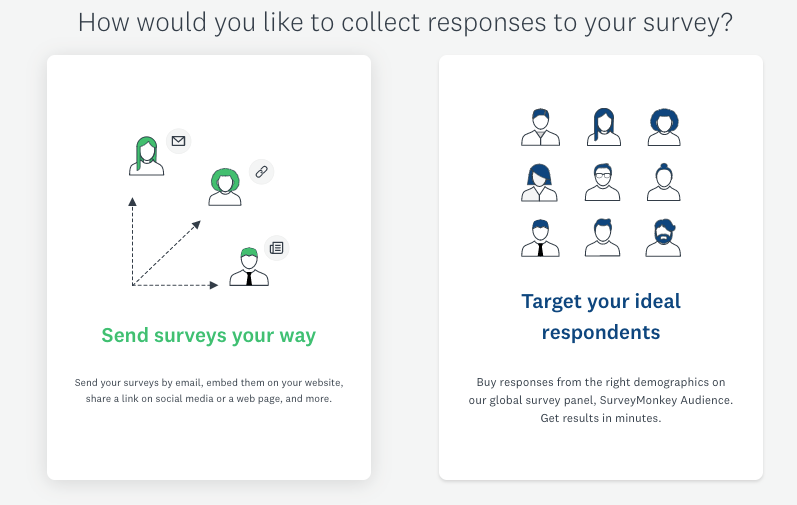 How would you like to collect responses to your survey?
Send surveys your way
Send your surveys by email, embed them on your website,
share a link on social media or a web page, and more.
Target your ideal
respondents
Buy responses from the right demographics on
our global survey panel, SurveyMonkey Audience.
Get results in minutes.